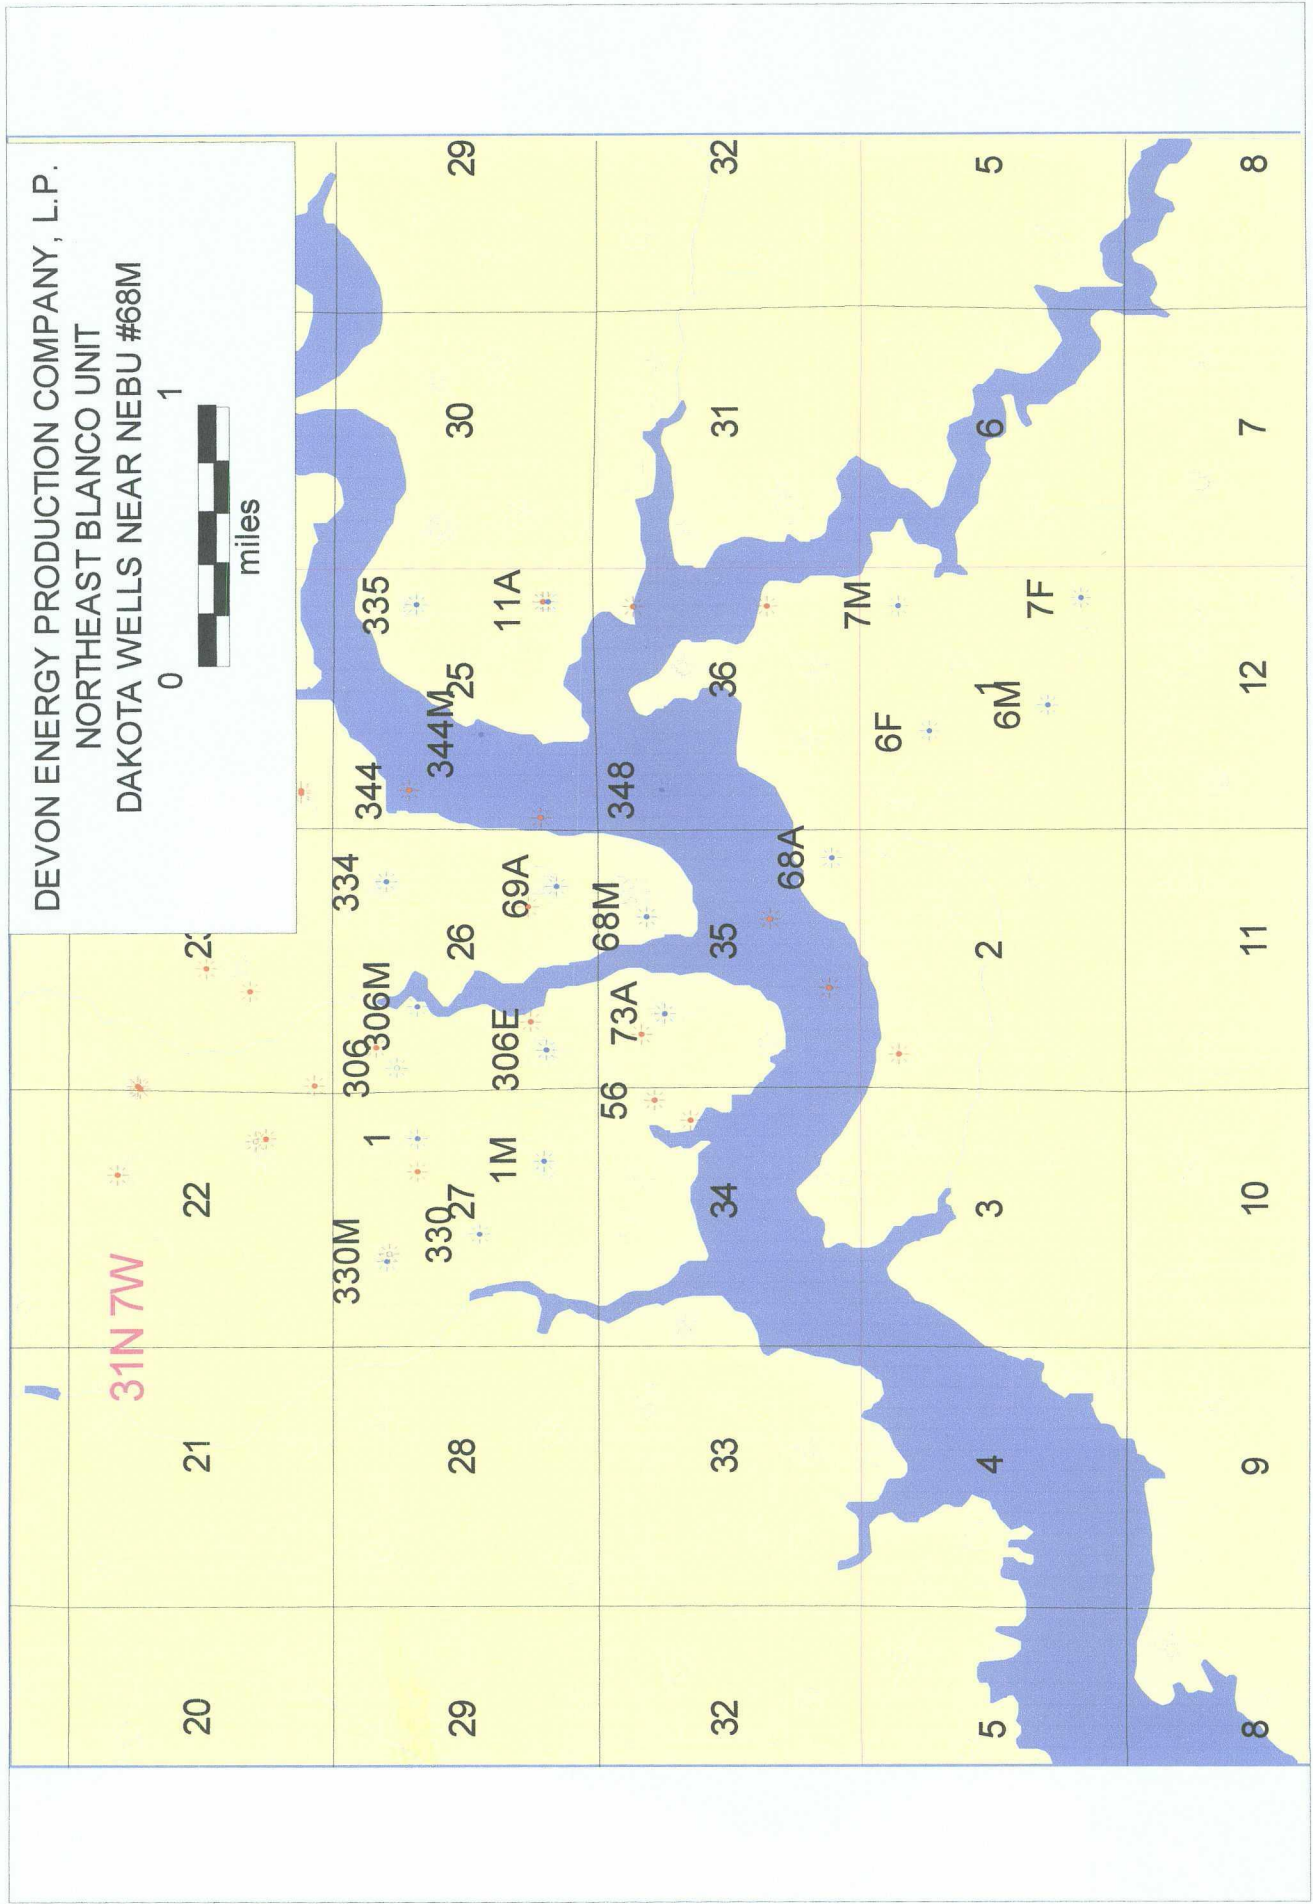 DEVON ENERGY PRODUCTION COMPANY, L.P.
NORTHEAST BLANCO UNIT
DAKOTA WELLS NEAR NEBU #68M
0 1
miles
31N 7W
20 21 22 23
330M 1 306 306M 334 344 335
330 344M
29 28 27 26 25 30 29
1M 306E 69A 11A
56 73A 68M 348
32 33 34 35 36 31 32
68A
6F 7M
5 4 3 2 1 6 5
6M 7F
8 9 10 11 12 7 8